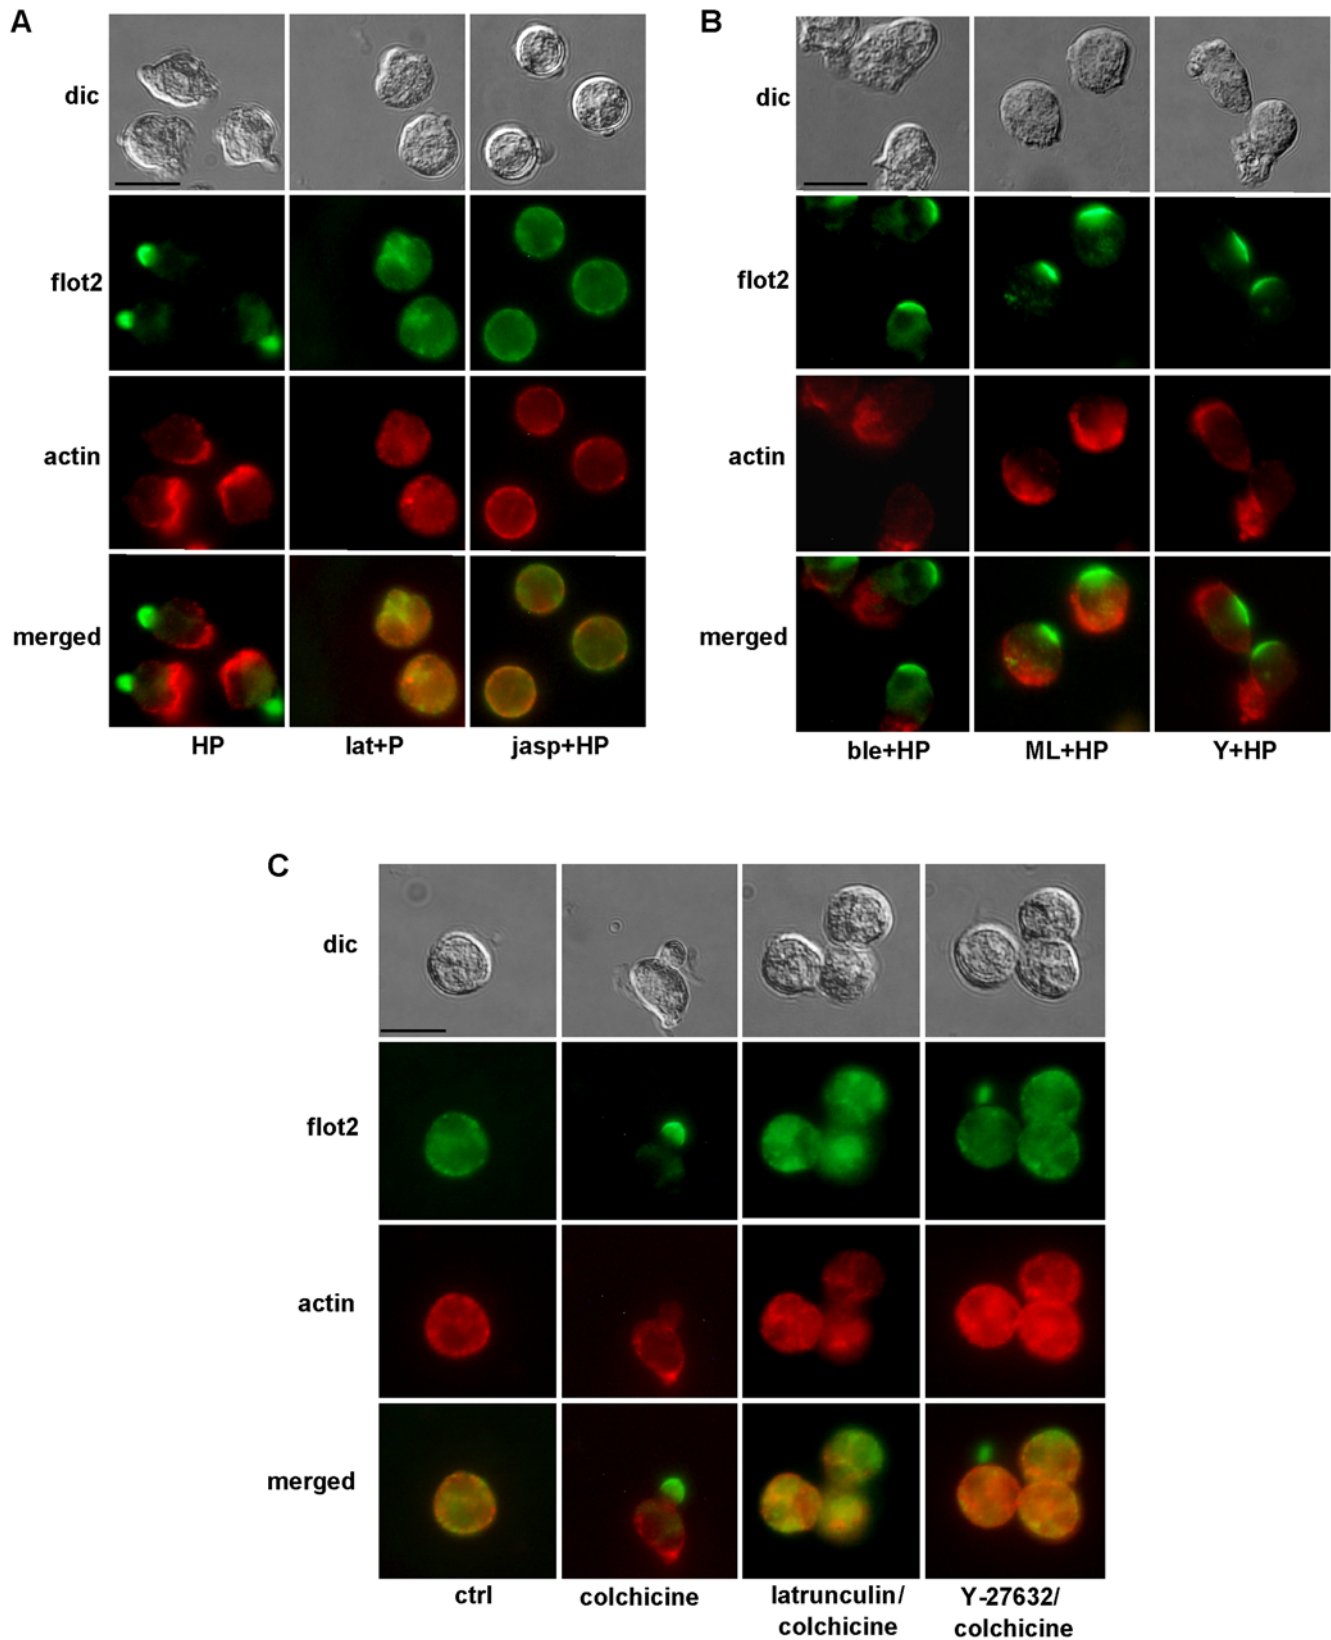 A
B
dic
dic
flot2
flot2
actin
actin
merged
merged
HP
lat+P
jasp+HP
ble+HP
ML+HP
Y+HP
C
dic
flot2
actin
merged
ctrl
colchicine
latrunculin/
colchicine
Y-27632/
colchicine